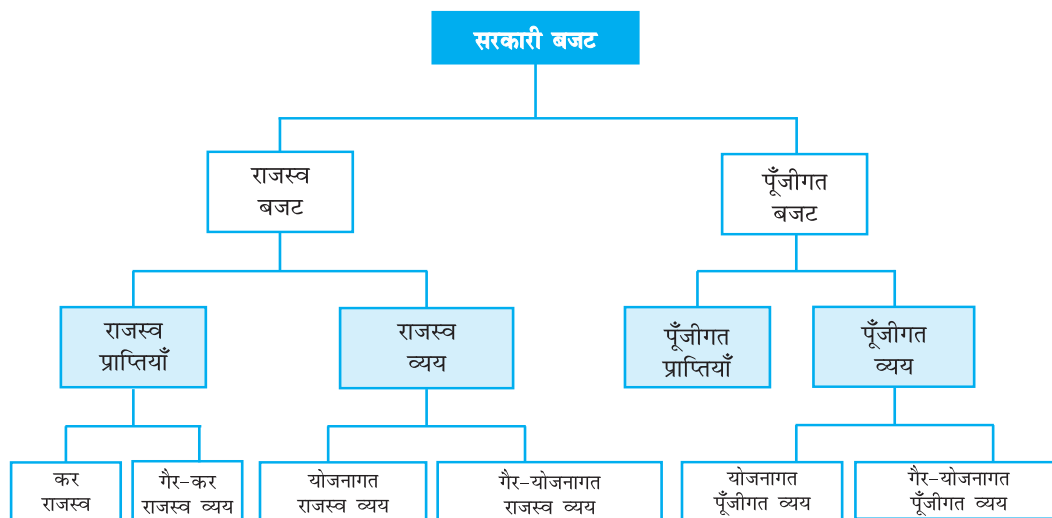 सरकारी बजट
राजस्व
बजट
पूँजीगत
बजट
राजस्व
प्राप्तियाँ
राजस्व
व्यय
पूँजीगत
प्राप्तियाँ
पूँजीगत
व्यय
कर
राजस्व
गैर-कर
राजस्व व्यय
योजनागत
राजस्व व्यय
गैर-योजनागत
राजस्व व्यय
योजनागत
पूँजीगत व्यय
गैर-योजनागत
पूँजीगत व्यय